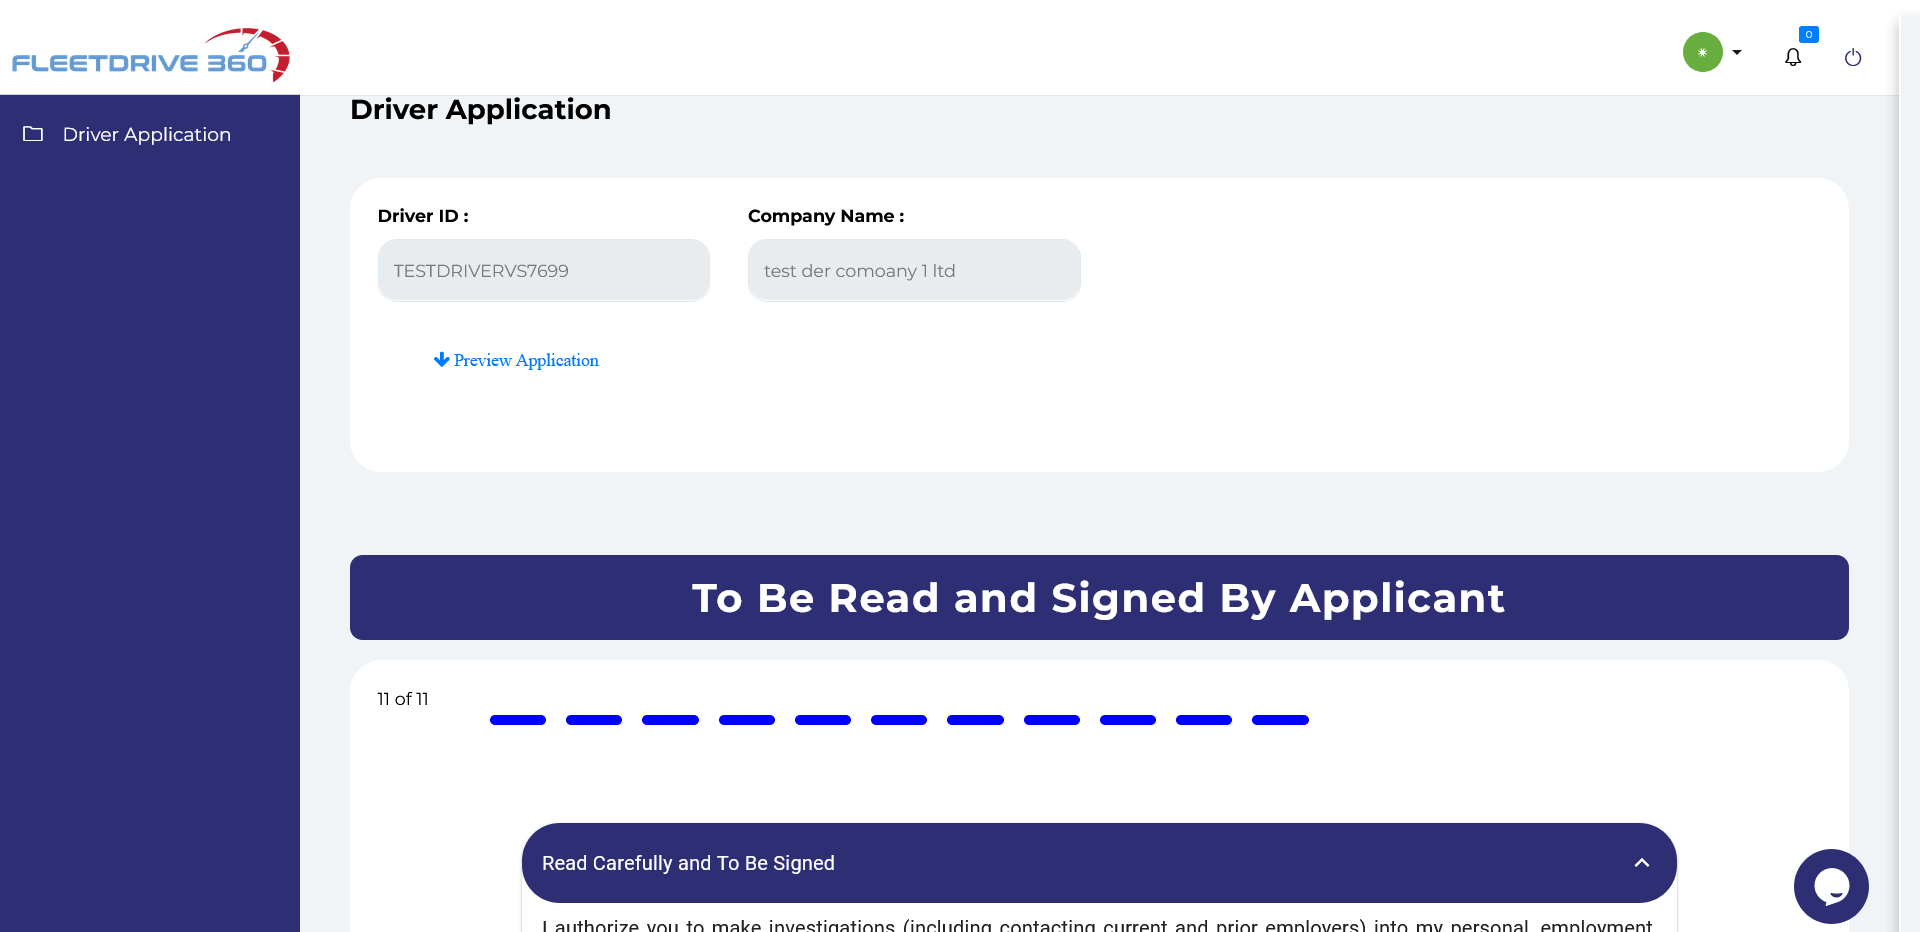 FLEETDRIVE 360
0
Driver Application
Driver Application
Driver ID :
Company Name :
TESTDRIVERVS7699
test der comoany 1 ltd
Preview Application
To Be Read and Signed By Applicant
11 of 11
Read Carefully and To Be Signed
I authorize you to make investigations (including contacting current and prior employers) into my personal, employment